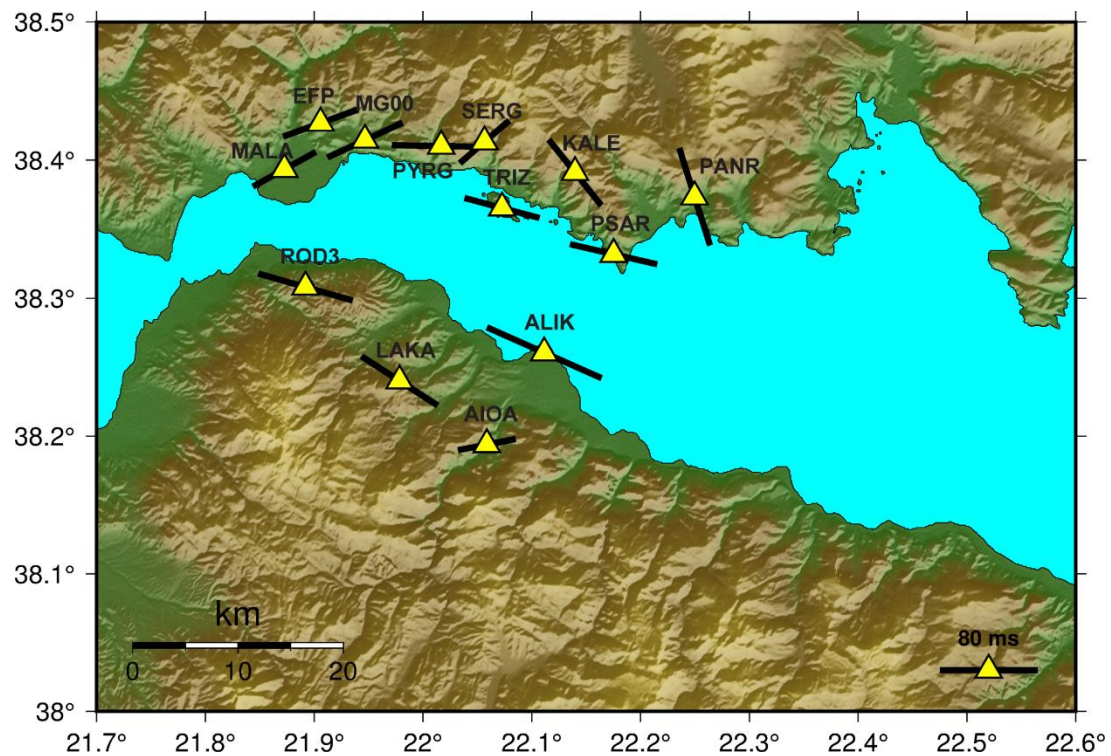 38.5°
EFP
MG00
SERG
38.4°
MALA
KALE
PYRG
TRIZ
PANR
PSAR
ROD3
38.3°
ALIK
LAKA
AIOA
38.2°
38.1°
km
80 ms
0 10 20
38°
21.7° 21.8° 21.9° 22° 22.1° 22.2° 22.3° 22.4° 22.5° 22.6°